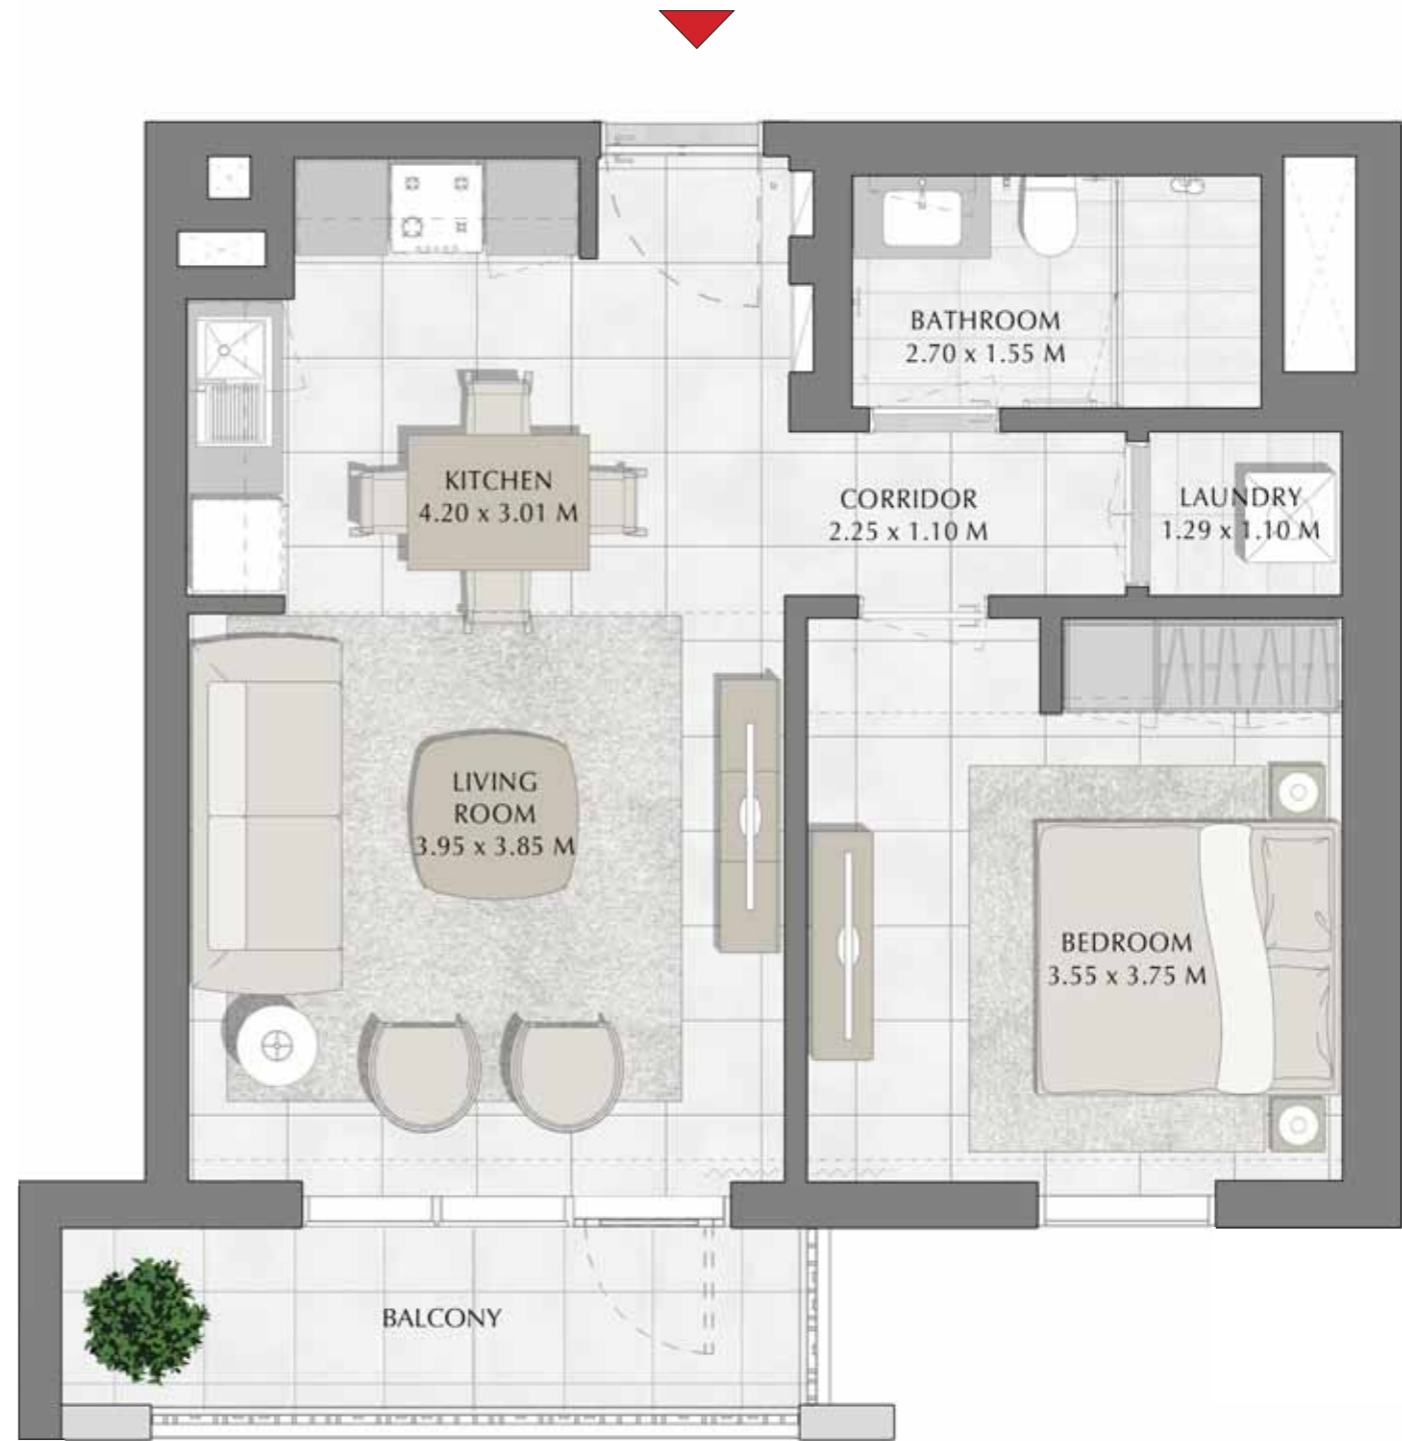 BATHROOM
2.70 x 1.55 M
KITCHEN
4.20 x 3.01 M
CORRIDOR
2.25 x 1.10 M
LAUNDRY
1.29 x 1.10 M
LIVING
ROOM
3.95 x 3.85 M
BEDROOM
3.55 x 3.75 M
BALCONY